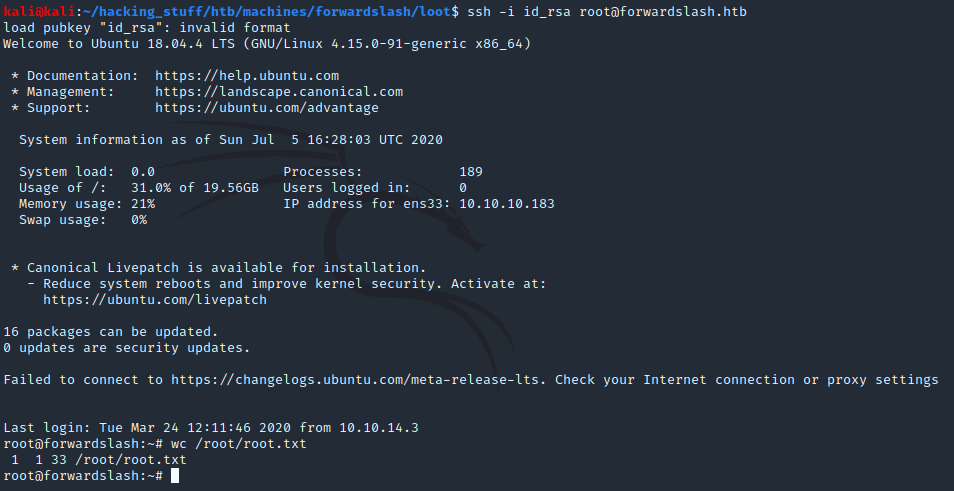 kali@kali:~/hacking_stuff/htb/machines/forwardslash/loot$ ssh -i id_rsa root@forwardslash.htb
load pubkey "id_rsa": invalid format
Welcome to Ubuntu 18.04.4 LTS (GNU/Linux 4.15.0-91-generic x86_64)

 * Documentation:  https://help.ubuntu.com
 * Management:     https://landscape.canonical.com
 * Support:        https://ubuntu.com/advantage

  System information as of Sun Jul  5 16:28:03 UTC 2020

  System load:  0.0                Processes:            189
  Usage of /:   31.0% of 19.56GB   Users logged in:      0
  Memory usage: 21%                IP address for ens33: 10.10.10.183
  Swap usage:   0%

 * Canonical Livepatch is available for installation.
   - Reduce system reboots and improve kernel security. Activate at:
     https://ubuntu.com/livepatch

16 packages can be updated.
0 updates are security updates.

Failed to connect to https://changelogs.ubuntu.com/meta-release-lts. Check your Internet connection or proxy settings

Last login: Tue Mar 24 12:11:46 2020 from 10.10.14.3
root@forwardslash:~# wc /root/root.txt
 1  1 33 /root/root.txt
root@forwardslash:~#